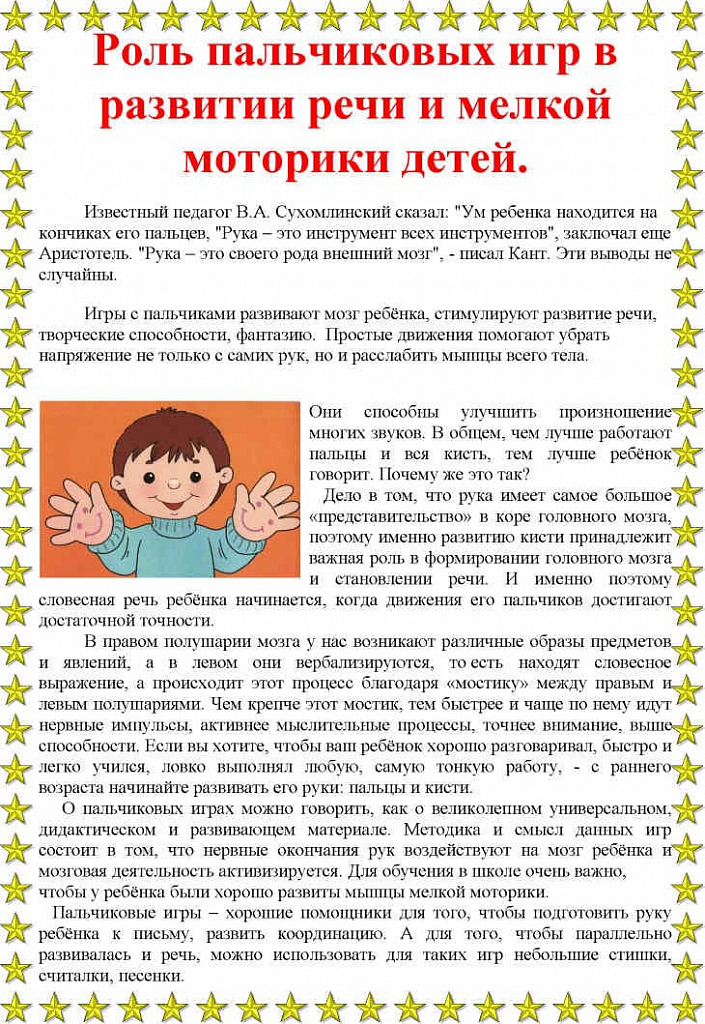 Роль пальчиковых игр в
развитии речи и мелкой
моторики детей.
Известный педагог В.А. Сухомлинский сказал: "Ум ребенка находится на
кончиках его пальцев, "Рука – это инструмент всех инструментов", заключал еще
Аристотель. "Рука – это своего рода внешний мозг", - писал Кант. Эти выводы не
случайны.
Игры с пальчиками развивают мозг ребёнка, стимулируют развитие речи,
творческие способности, фантазию. Простые движения помогают убрать
напряжение не только с самих рук, но и расслабить мышцы всего тела.
Они способны улучшить произношение
многих звуков. В общем, чем лучше работают
пальцы и вся кисть, тем лучше ребёнок
говорит. Почему же это так?
Дело в том, что рука имеет самое большое
«представительство» в коре головного мозга,
поэтому именно развитию кисти принадлежит
важная роль в формировании головного мозга
и становлении речи. И именно поэтому
словесная речь ребёнка начинается, когда движения его пальчиков достигают
достаточной точности.
В правом полушарии мозга у нас возникают различные образы предметов
и явлений, а в левом они вербализируются, то есть находят словесное
выражение, а происходит этот процесс благодаря «мостику» между правым и
левым полушариями. Чем крепче этот мостик, тем быстрее и чаще по нему идут
нервные импульсы, активнее мыслительные процессы, точнее внимание, выше
способности. Если вы хотите, чтобы ваш ребёнок хорошо разговаривал, быстро и
легко учился, ловко выполнял любую, самую тонкую работу, - с раннего
возраста начинайте развивать его руки: пальцы и кисти.
О пальчиковых играх можно говорить, как о великолепном универсальном,
дидактическом и развивающем материале. Методика и смысл данных игр
состоит в том, что нервные окончания рук воздействуют на мозг ребёнка и
мозговая деятельность активизируется. Для обучения в школе очень важно,
чтобы у ребёнка были хорошо развиты мышцы мелкой моторики.
Пальчиковые игры – хорошие помощники для того, чтобы подготовить руку
ребёнка к письму, развить координацию. А для того, чтобы параллельно
развивалась и речь, можно использовать для таких игр небольшие стишки,
считалки, песенки.